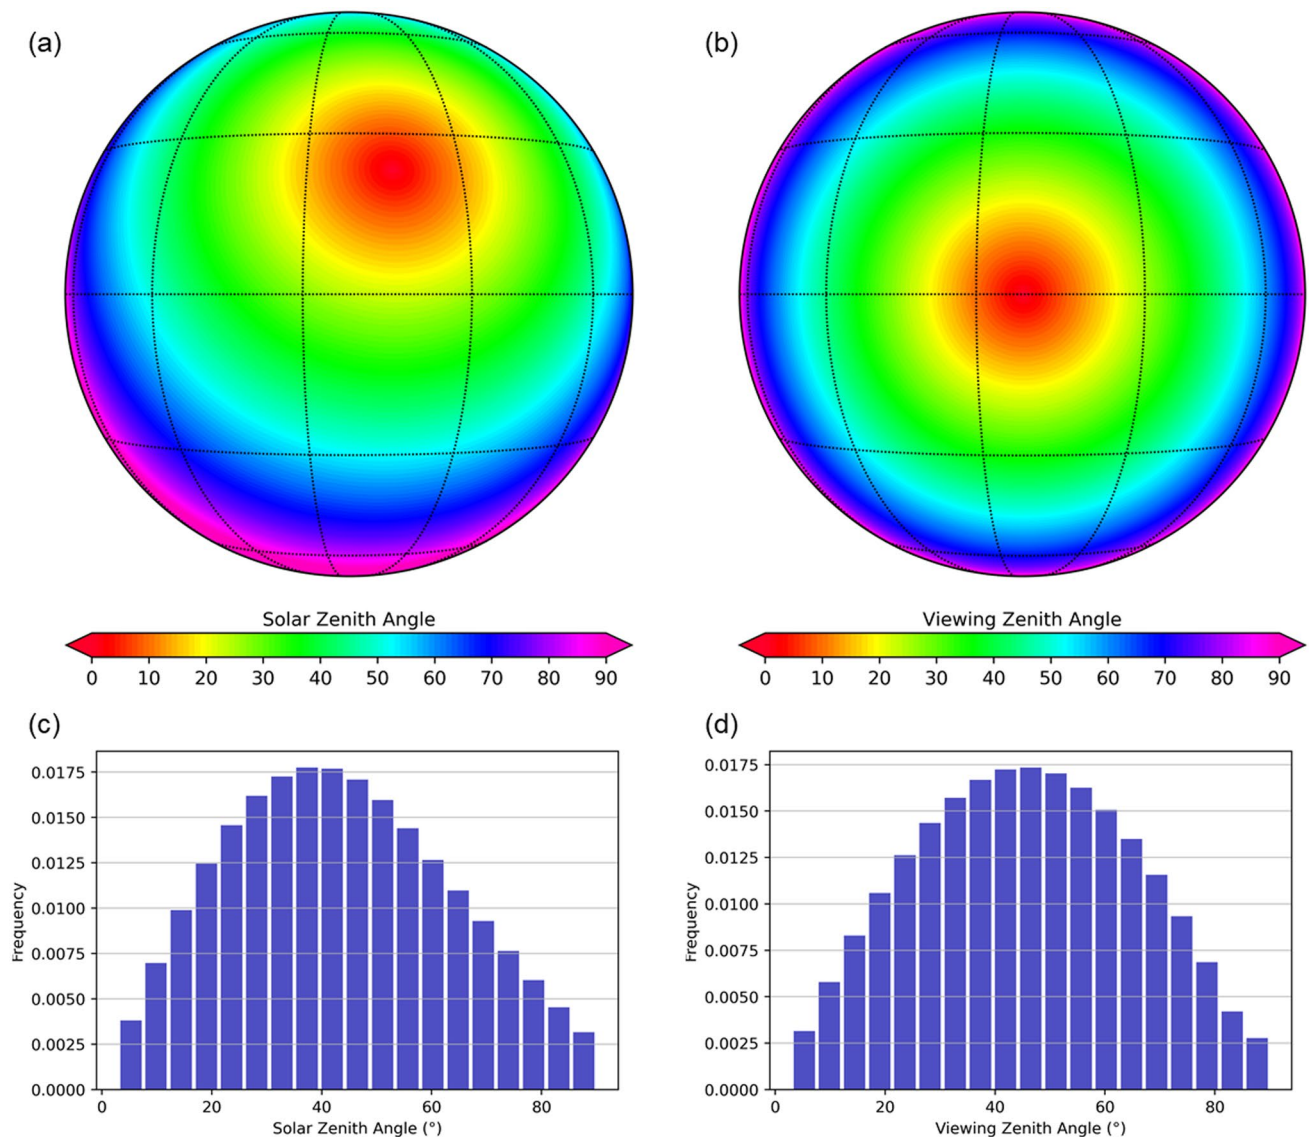 (a)
(b)
Solar Zenith Angle
0 10 20 30 40 50 60 70 80 90
Viewing Zenith Angle
0 10 20 30 40 50 60 70 80 90
(c)
Frequency
0.0175
0.0150
0.0125
0.0100
0.0075
0.0050
0.0025
0.0000
0 20 40 60 80
Solar Zenith Angle (°)
(d)
Frequency
0.0175
0.0150
0.0125
0.0100
0.0075
0.0050
0.0025
0.0000
0 20 40 60 80
Viewing Zenith Angle (°)